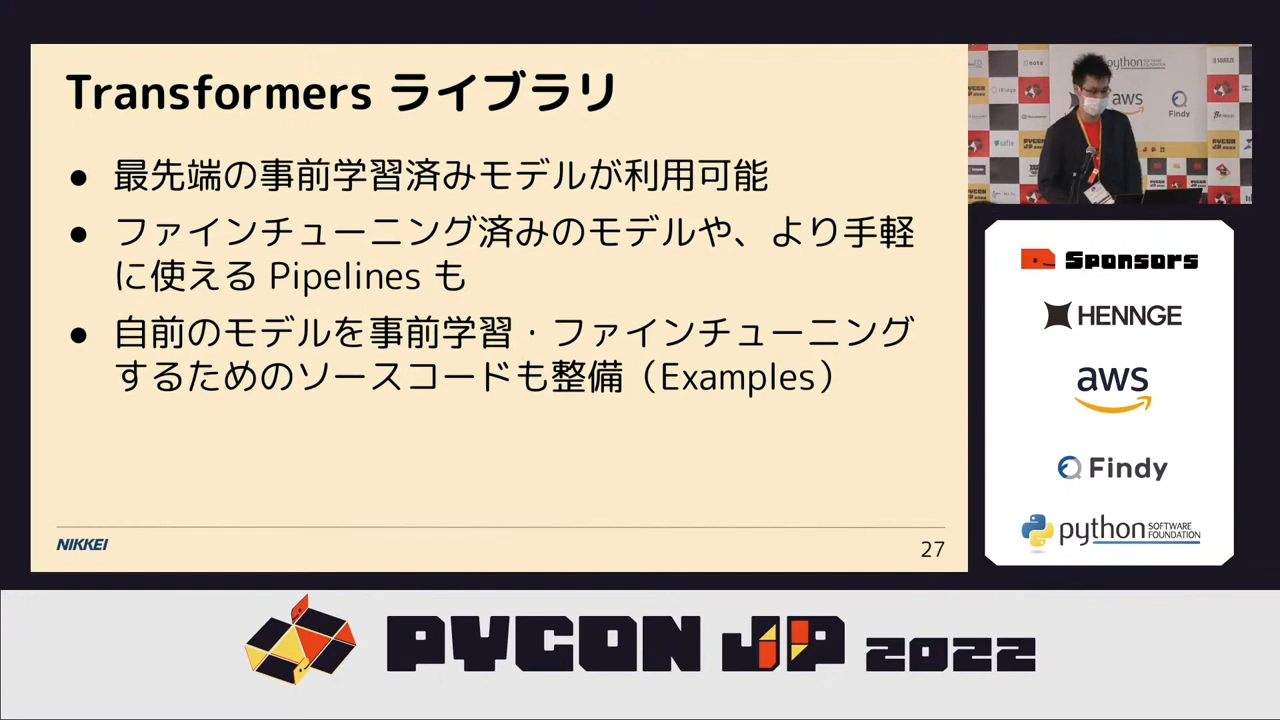 Transformers ライブラリ
● 最先端の事前学習済みモデルが利用可能
● ファインチューニング済みのモデルや、より手軽
に使える Pipelines も
● 自前のモデルを事前学習・ファインチューニング
するためのソースコードも整備（Examples）
NIKKEI
27
python
aws
Findy
Sponsors
HENNGE
aws
Findy
python SOFTWARE
FOUNDATION
PYCON JP 2022